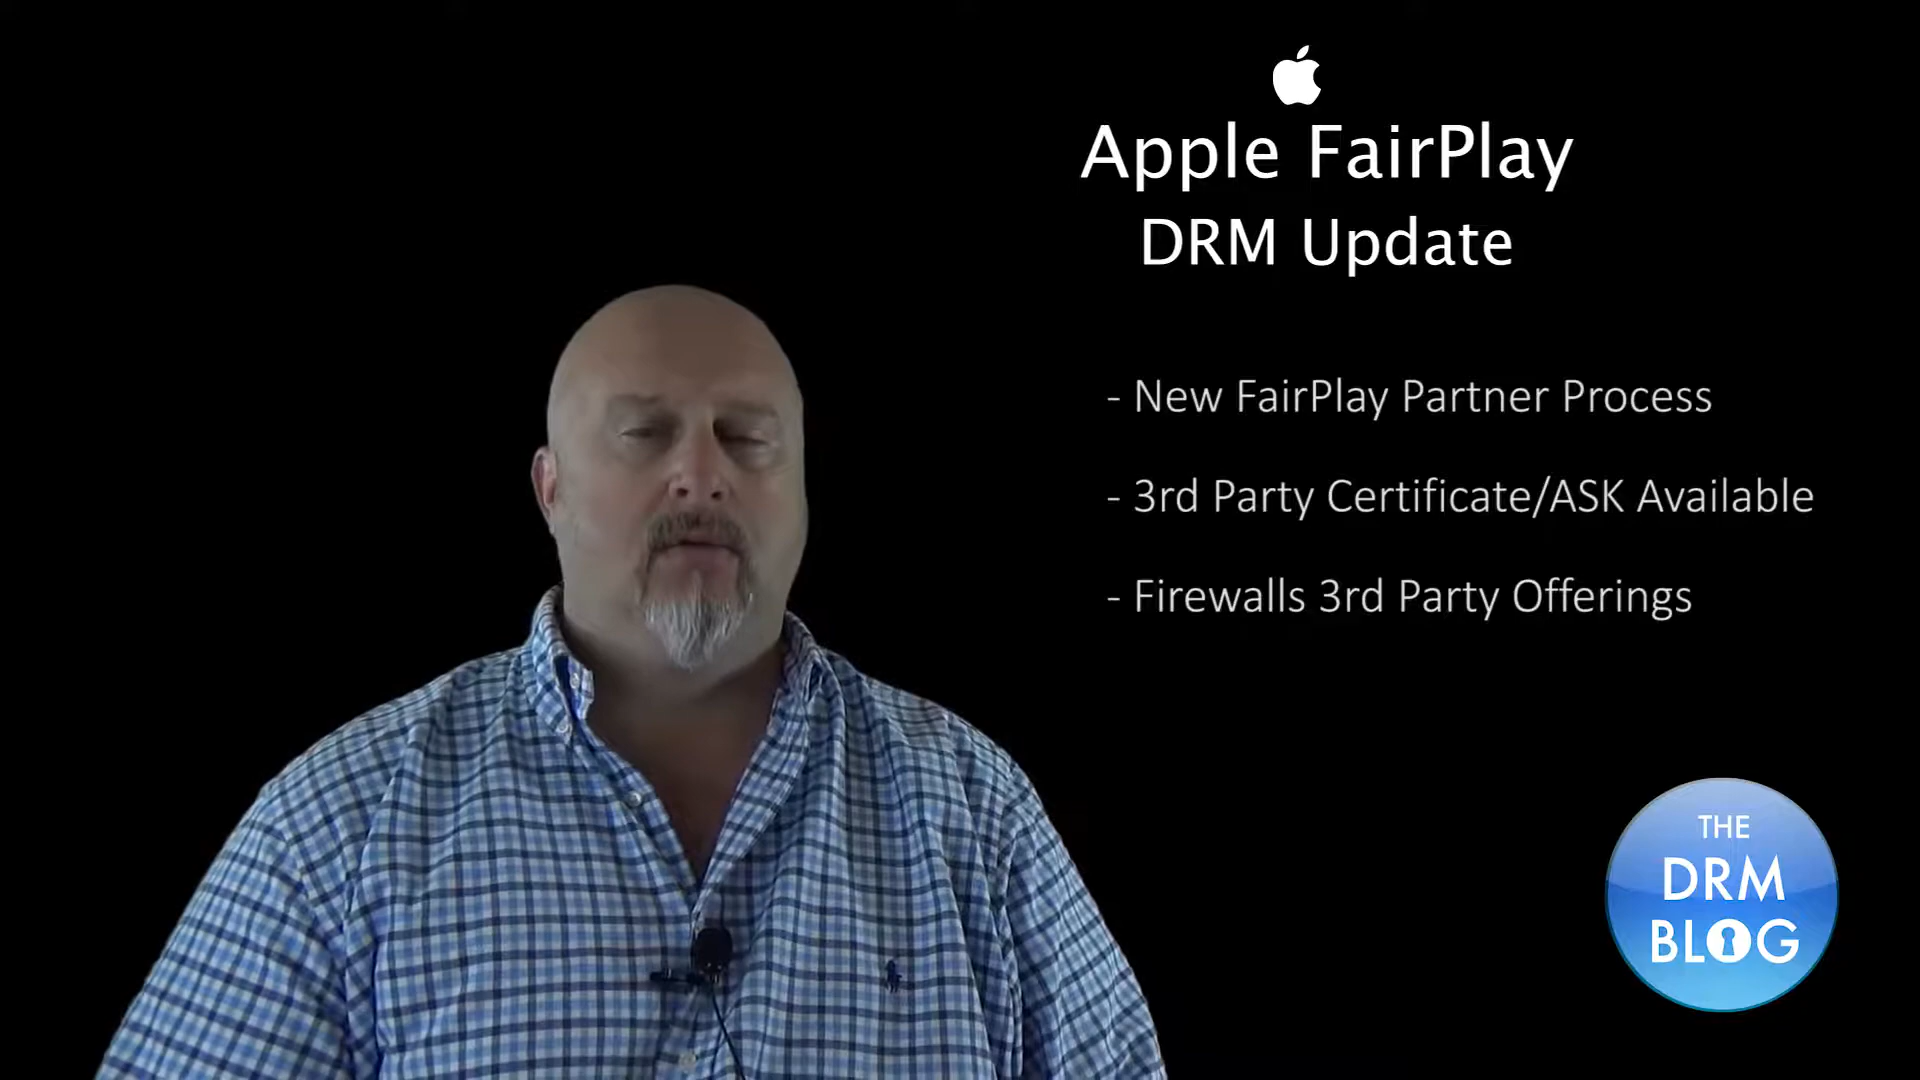 Apple FairPlay
DRM Update
- New FairPlay Partner Process
- 3rd Party Certificate/ASK Available
- Firewalls 3rd Party Offerings
THE
DRM
BLOG